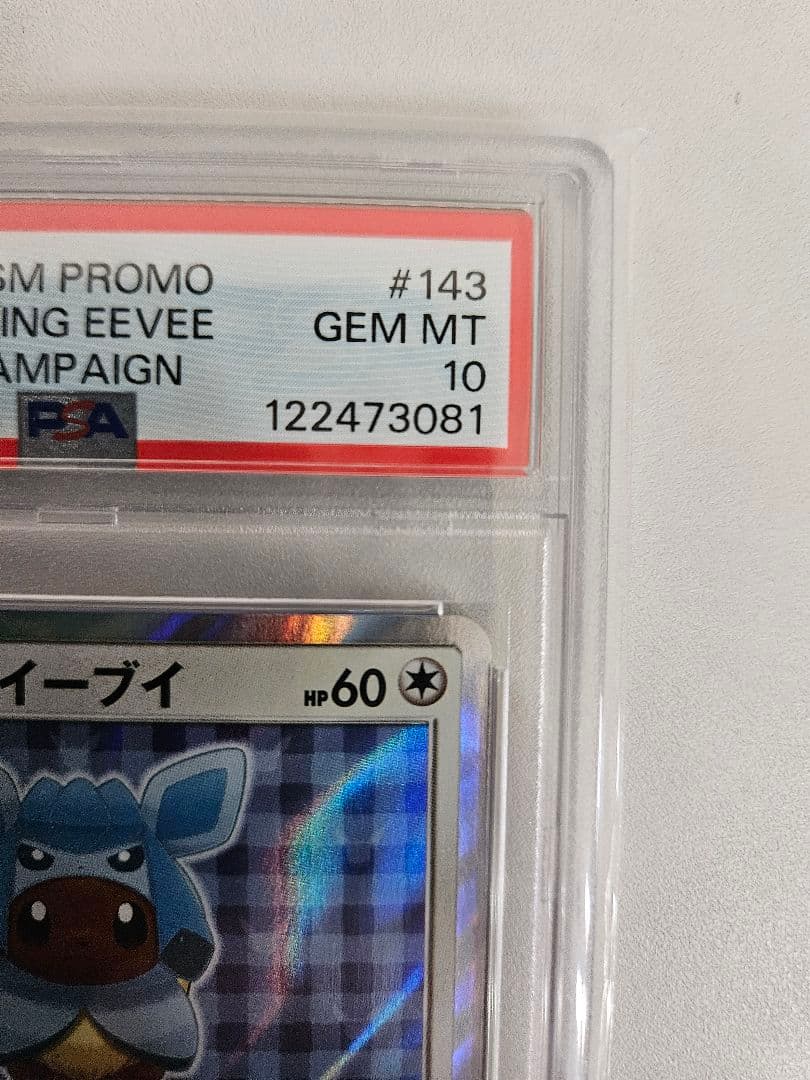 SM PROMO #143
ING EEVEE GEM MT
AMPAIGN 10
PSA 122473081
イーブイ HP60